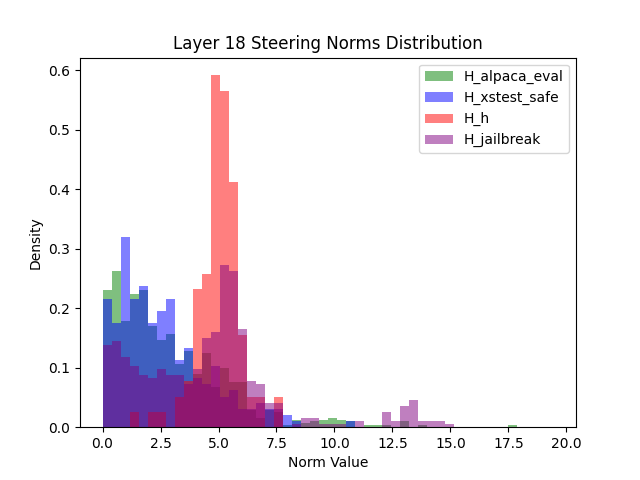 Layer 18 Steering Norms Distribution
H_alpaca_eval
H_xstest_safe
H_h
H_jailbreak
Density
0.6
0.5
0.4
0.3
0.2
0.1
0.0
0.0 2.5 5.0 7.5 10.0 12.5 15.0 17.5 20.0
Norm Value